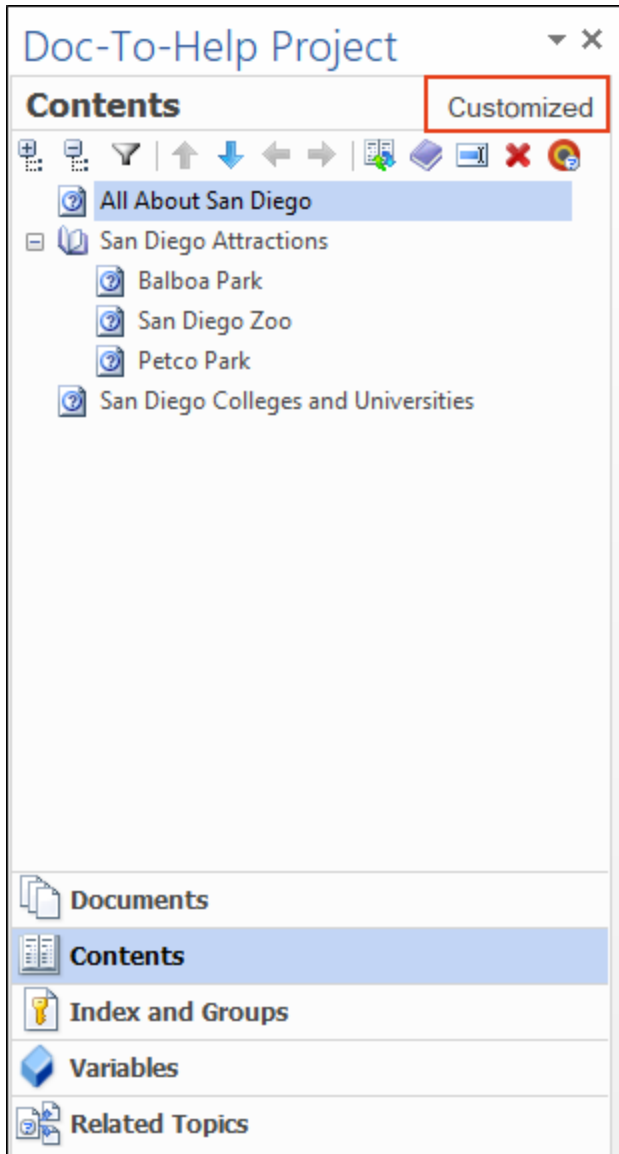 Doc-To-Help Project
Contents
Customized
All About San Diego
San Diego Attractions
Balboa Park
San Diego Zoo
Petco Park
San Diego Colleges and Universities
Documents
Contents
Index and Groups
Variables
Related Topics